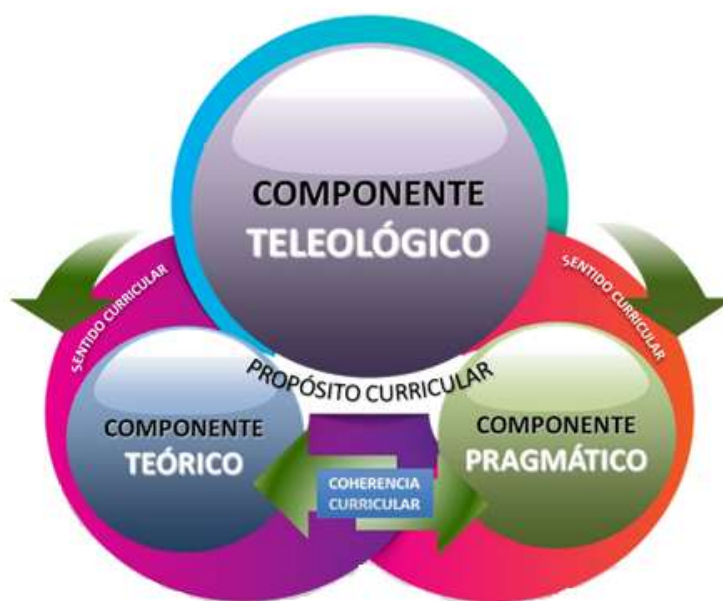 COMPONENTE
TELEOLÓGICO
SENTIDO CURRICULAR
SENTIDO CURRICULAR
PROPÓSITO CURRICULAR
COMPONENTE
TEÓRICO
COMPONENTE
PRAGMÁTICO
COHERENCIA
CURRICULAR